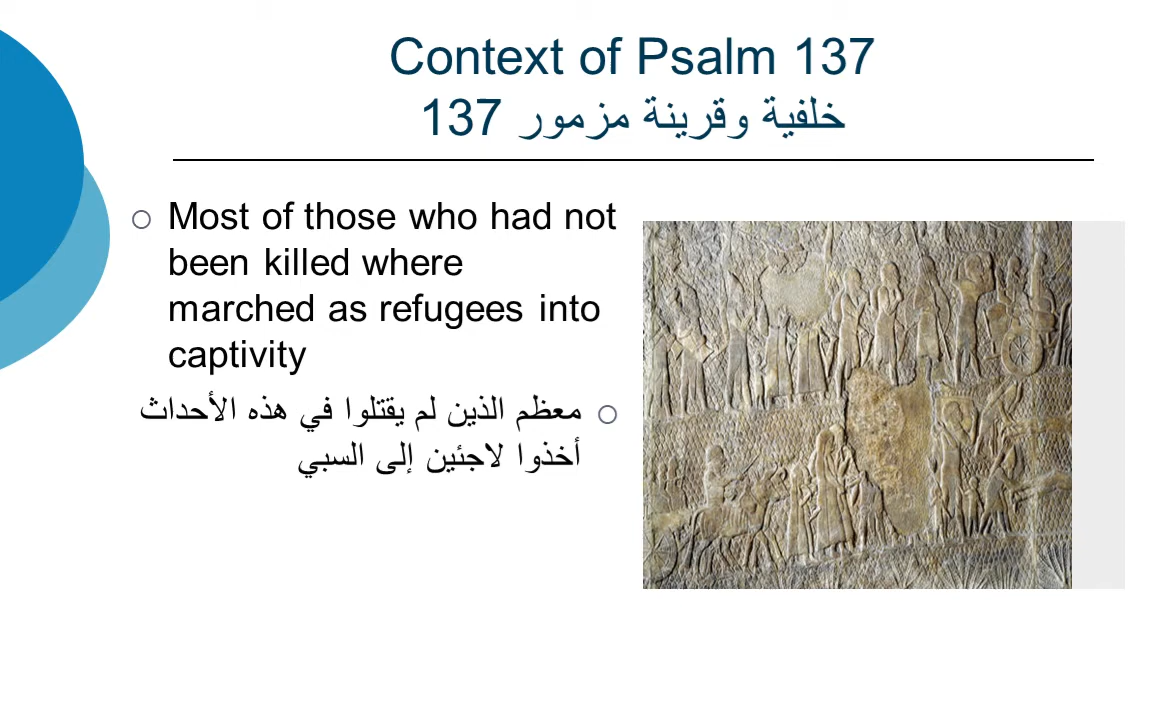 Context of Psalm 137
خلفية وقرينة مزمور 137
Most of those who had not
been killed where
marched as refugees into
captivity
معظم الذين لم يقتلوا في هذه الأحداث
أخذوا لاجئين إلى السبي